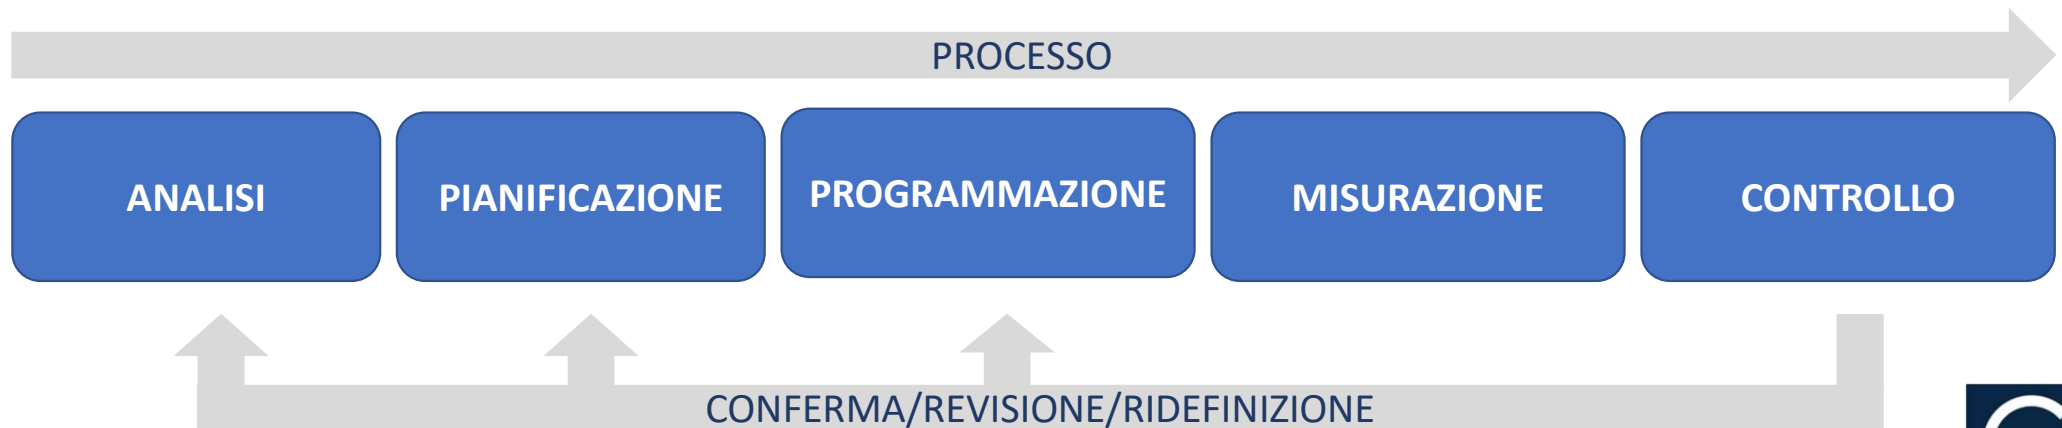 PROCESSO
ANALISI
PIANIFICAZIONE
PROGRAMMAZIONE
MISURAZIONE
CONTROLLO
CONFERMA/REVISIONE/RIDEFINIZIONE